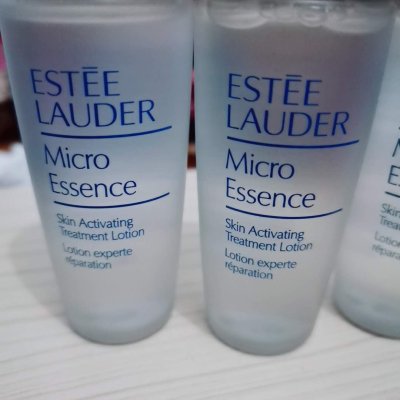 ESTĒE
LAUDER
Micro
Essence
Skin Activating
Treatment Lotion
Lotion experte
réparation
ESTĒE
LAUDER
Micro
Essence
Skin Activating
Treatment Lotion
Lotion experte
réparation